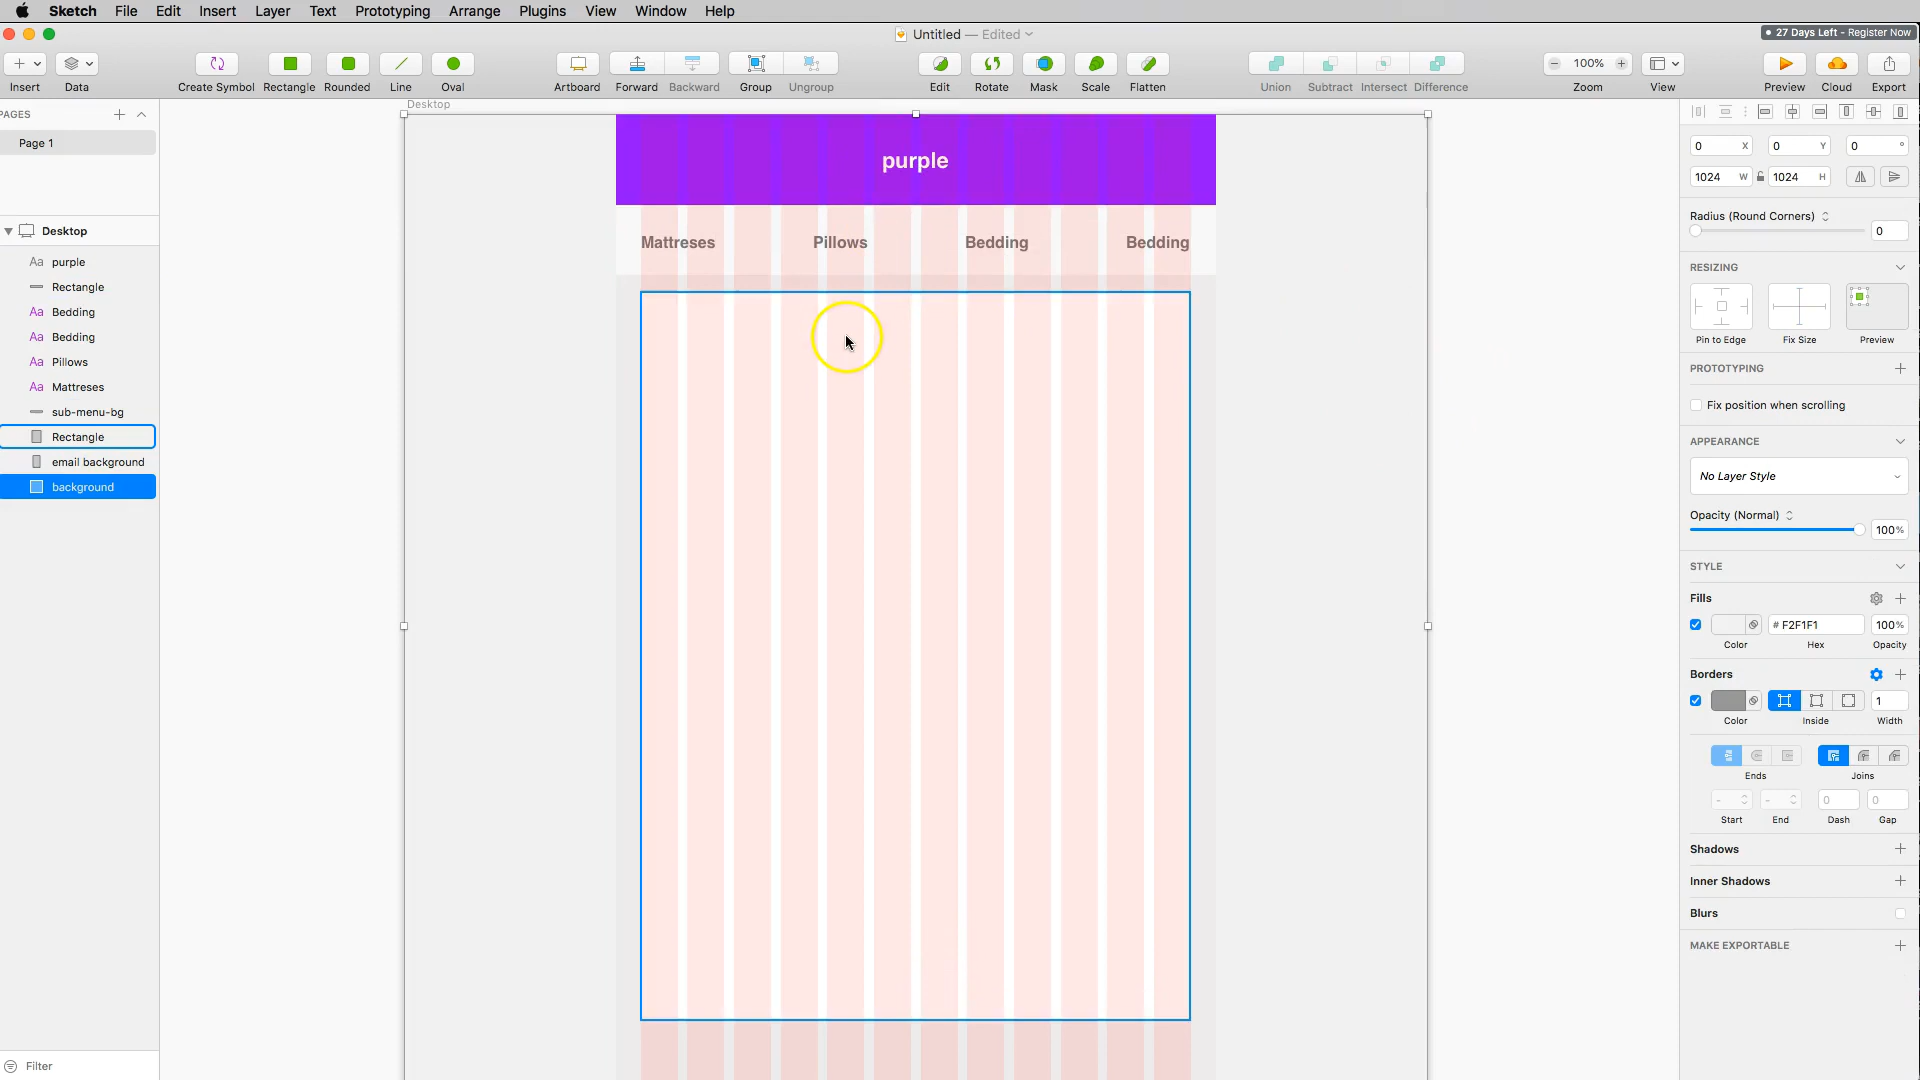 Sketch File Edit Insert Layer Text Prototyping Arrange Plugins View Window Help
Untitled — Edited
27 Days Left - Register Now
100%
Insert Data Create Symbol Rectangle Rounded Line Oval Artboard Forward Backward Group Ungroup Edit Rotate Mask Scale Flatten Union Subtract Intersect Difference Zoom View Preview Cloud Export
PAGES
Page 1
Desktop
purple
Rectangle
Bedding
Bedding
Pillows
Mattreses
sub-menu-bg
Rectangle
email background
background
Filter
Desktop
purple
Mattreses Pillows Bedding Bedding
0 X 0 Y 0 °
1024 W 1024 H
Radius (Round Corners)
0
RESIZING
Pin to Edge Fix Size Preview
PROTOTYPING
Fix position when scrolling
APPEARANCE
No Layer Style
Opacity (Normal)
100%
STYLE
Fills
# F2F1F1 100%
Color Hex Opacity
Borders
1
Color Inside Width
Ends Joins
- - 0 0
Start End Dash Gap
Shadows
Inner Shadows
Blurs
MAKE EXPORTABLE